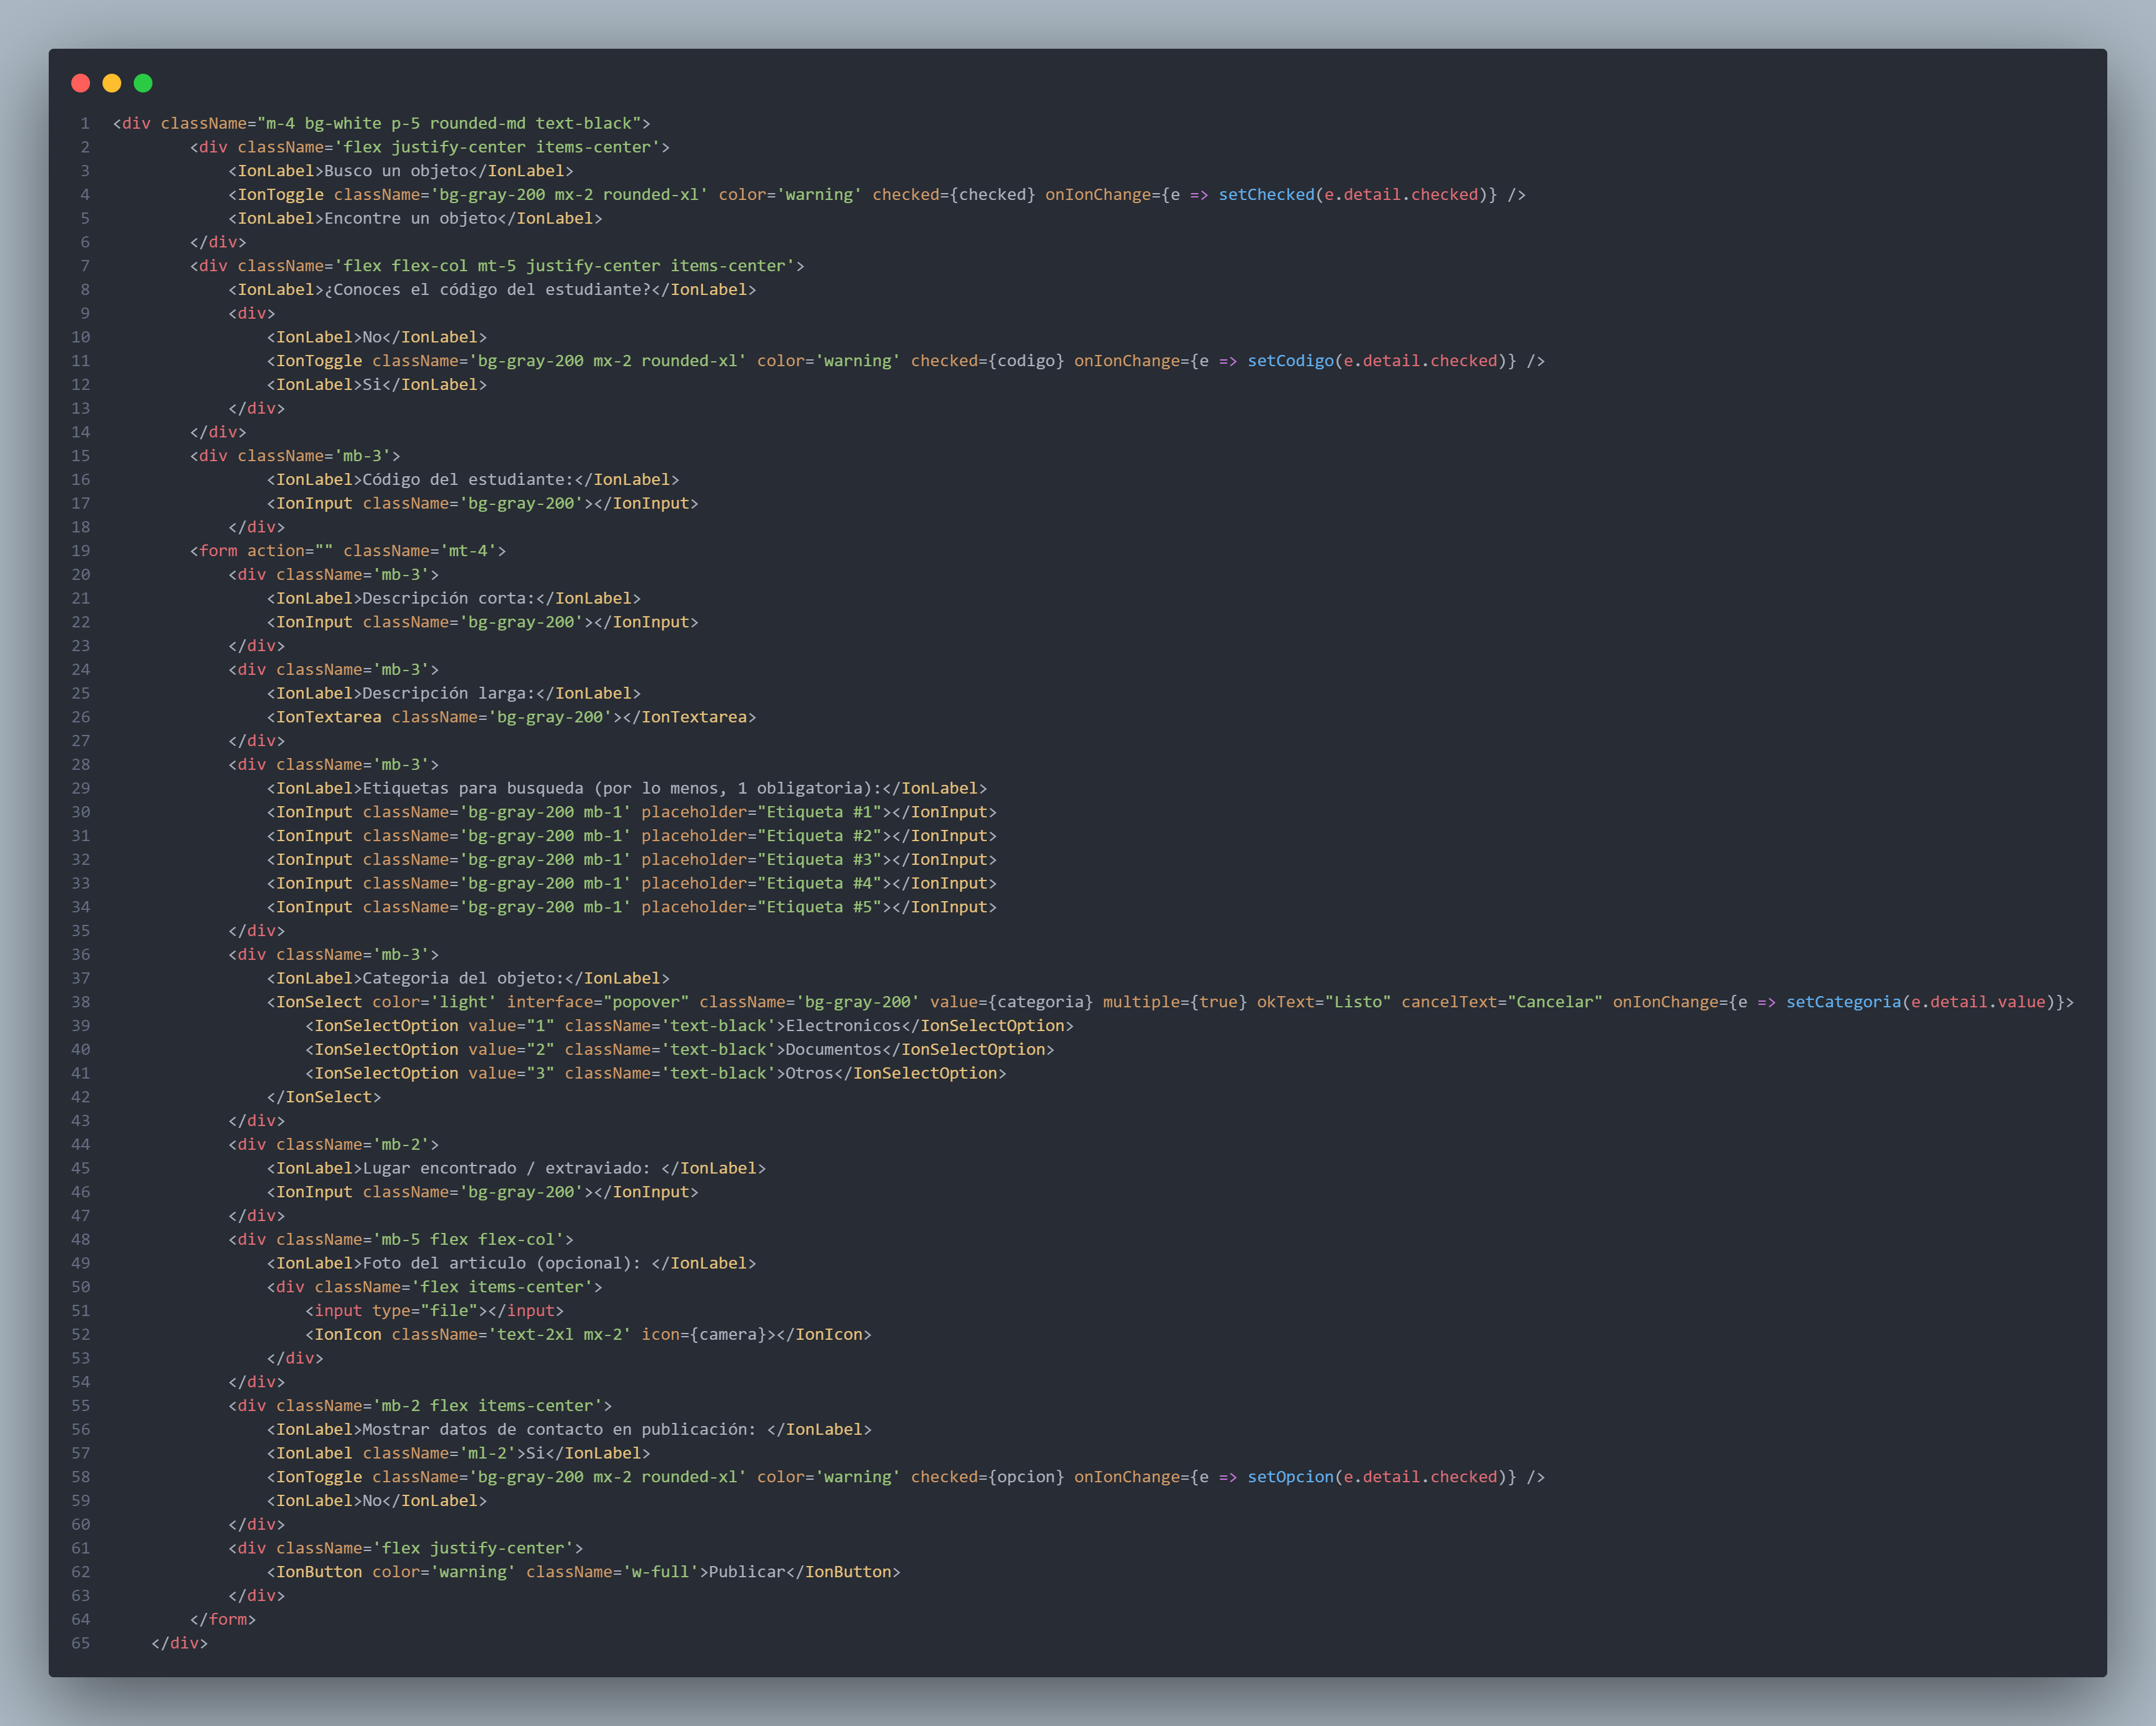 1 <div className="m-4 bg-white p-5 rounded-md text-black">
2         <div className='flex justify-center items-center'>
3             <IonLabel>Busco un objeto</IonLabel>
4             <IonToggle className='bg-gray-200 mx-2 rounded-xl' color='warning' checked={checked} onIonChange={e => setChecked(e.detail.checked)} />
5             <IonLabel>Encontre un objeto</IonLabel>
6         </div>
7         <div className='flex flex-col mt-5 justify-center items-center'>
8             <IonLabel>¿Conoces el código del estudiante?</IonLabel>
9             <div>
10                 <IonLabel>No</IonLabel>
11                 <IonToggle className='bg-gray-200 mx-2 rounded-xl' color='warning' checked={codigo} onIonChange={e => setCodigo(e.detail.checked)} />
12                 <IonLabel>Si</IonLabel>
13             </div>
14         </div>
15         <div className='mb-3'>
16                 <IonLabel>Código del estudiante:</IonLabel>
17                 <IonInput className='bg-gray-200'></IonInput>
18             </div>
19         <form action="" className='mt-4'>
20             <div className='mb-3'>
21                 <IonLabel>Descripción corta:</IonLabel>
22                 <IonInput className='bg-gray-200'></IonInput>
23             </div>
24             <div className='mb-3'>
25                 <IonLabel>Descripción larga:</IonLabel>
26                 <IonTextarea className='bg-gray-200'></IonTextarea>
27             </div>
28             <div className='mb-3'>
29                 <IonLabel>Etiquetas para busqueda (por lo menos, 1 obligatoria):</IonLabel>
30                 <IonInput className='bg-gray-200 mb-1' placeholder="Etiqueta #1"></IonInput>
31                 <IonInput className='bg-gray-200 mb-1' placeholder="Etiqueta #2"></IonInput>
32                 <IonInput className='bg-gray-200 mb-1' placeholder="Etiqueta #3"></IonInput>
33                 <IonInput className='bg-gray-200 mb-1' placeholder="Etiqueta #4"></IonInput>
34                 <IonInput className='bg-gray-200 mb-1' placeholder="Etiqueta #5"></IonInput>
35             </div>
36             <div className='mb-3'>
37                 <IonLabel>Categoria del objeto:</IonLabel>
38                 <IonSelect color='light' interface="popover" className='bg-gray-200' value={categoria} multiple={true} okText="Listo" cancelText="Cancelar" onIonChange={e => setCategoria(e.detail.value)}>
39                     <IonSelectOption value="1" className='text-black'>Electronicos</IonSelectOption>
40                     <IonSelectOption value="2" className='text-black'>Documentos</IonSelectOption>
41                     <IonSelectOption value="3" className='text-black'>Otros</IonSelectOption>
42                 </IonSelect>
43             </div>
44             <div className='mb-2'>
45                 <IonLabel>Lugar encontrado / extraviado: </IonLabel>
46                 <IonInput className='bg-gray-200'></IonInput>
47             </div>
48             <div className='mb-5 flex flex-col'>
49                 <IonLabel>Foto del articulo (opcional): </IonLabel>
50                 <div className='flex items-center'>
51                     <input type="file"></input>
52                     <IonIcon className='text-2xl mx-2' icon={camera}></IonIcon>
53                 </div>
54             </div>
55             <div className='mb-2 flex items-center'>
56                 <IonLabel>Mostrar datos de contacto en publicación: </IonLabel>
57                 <IonLabel className='ml-2'>Si</IonLabel>
58                 <IonToggle className='bg-gray-200 mx-2 rounded-xl' color='warning' checked={opcion} onIonChange={e => setOpcion(e.detail.checked)} />
59                 <IonLabel>No</IonLabel>
60             </div>
61             <div className='flex justify-center'>
62                 <IonButton color='warning' className='w-full'>Publicar</IonButton>
63             </div>
64         </form>
65     </div>